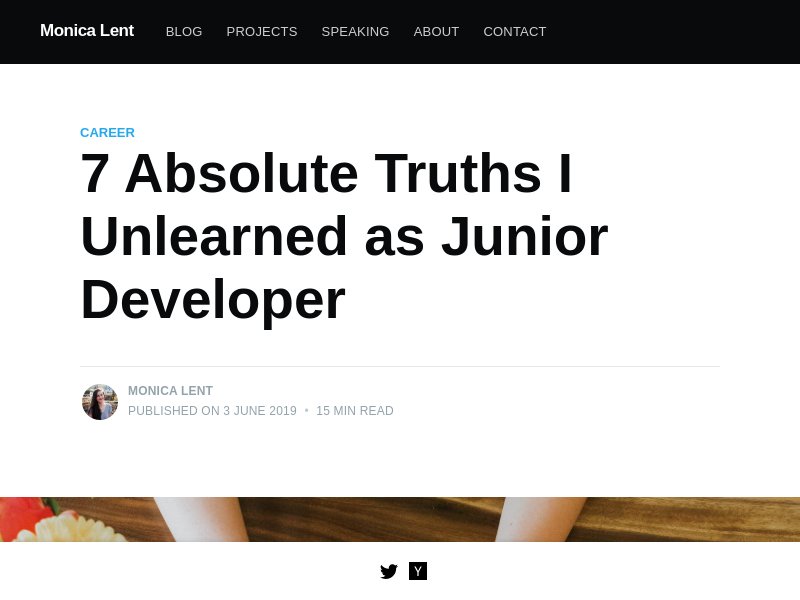 Monica Lent BLOG PROJECTS SPEAKING ABOUT CONTACT
CAREER
7 Absolute Truths I
Unlearned as Junior
Developer
MONICA LENT
PUBLISHED ON 3 JUNE 2019 • 15 MIN READ
Y